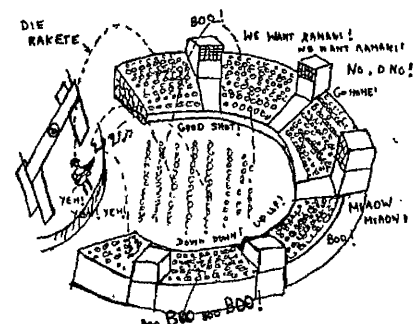 DIE
RAKETE
BOO!
WE WANT RAMANI!
WE WANT RAMANI!
NO, O NO!
GO HOME!
GOOD SHOT!
YEH!
YEH! YEH!
MEAOW
MEAOW!
BOO!
UP UP!
DOWN DOWN!
BOO BOO BOO BOO!